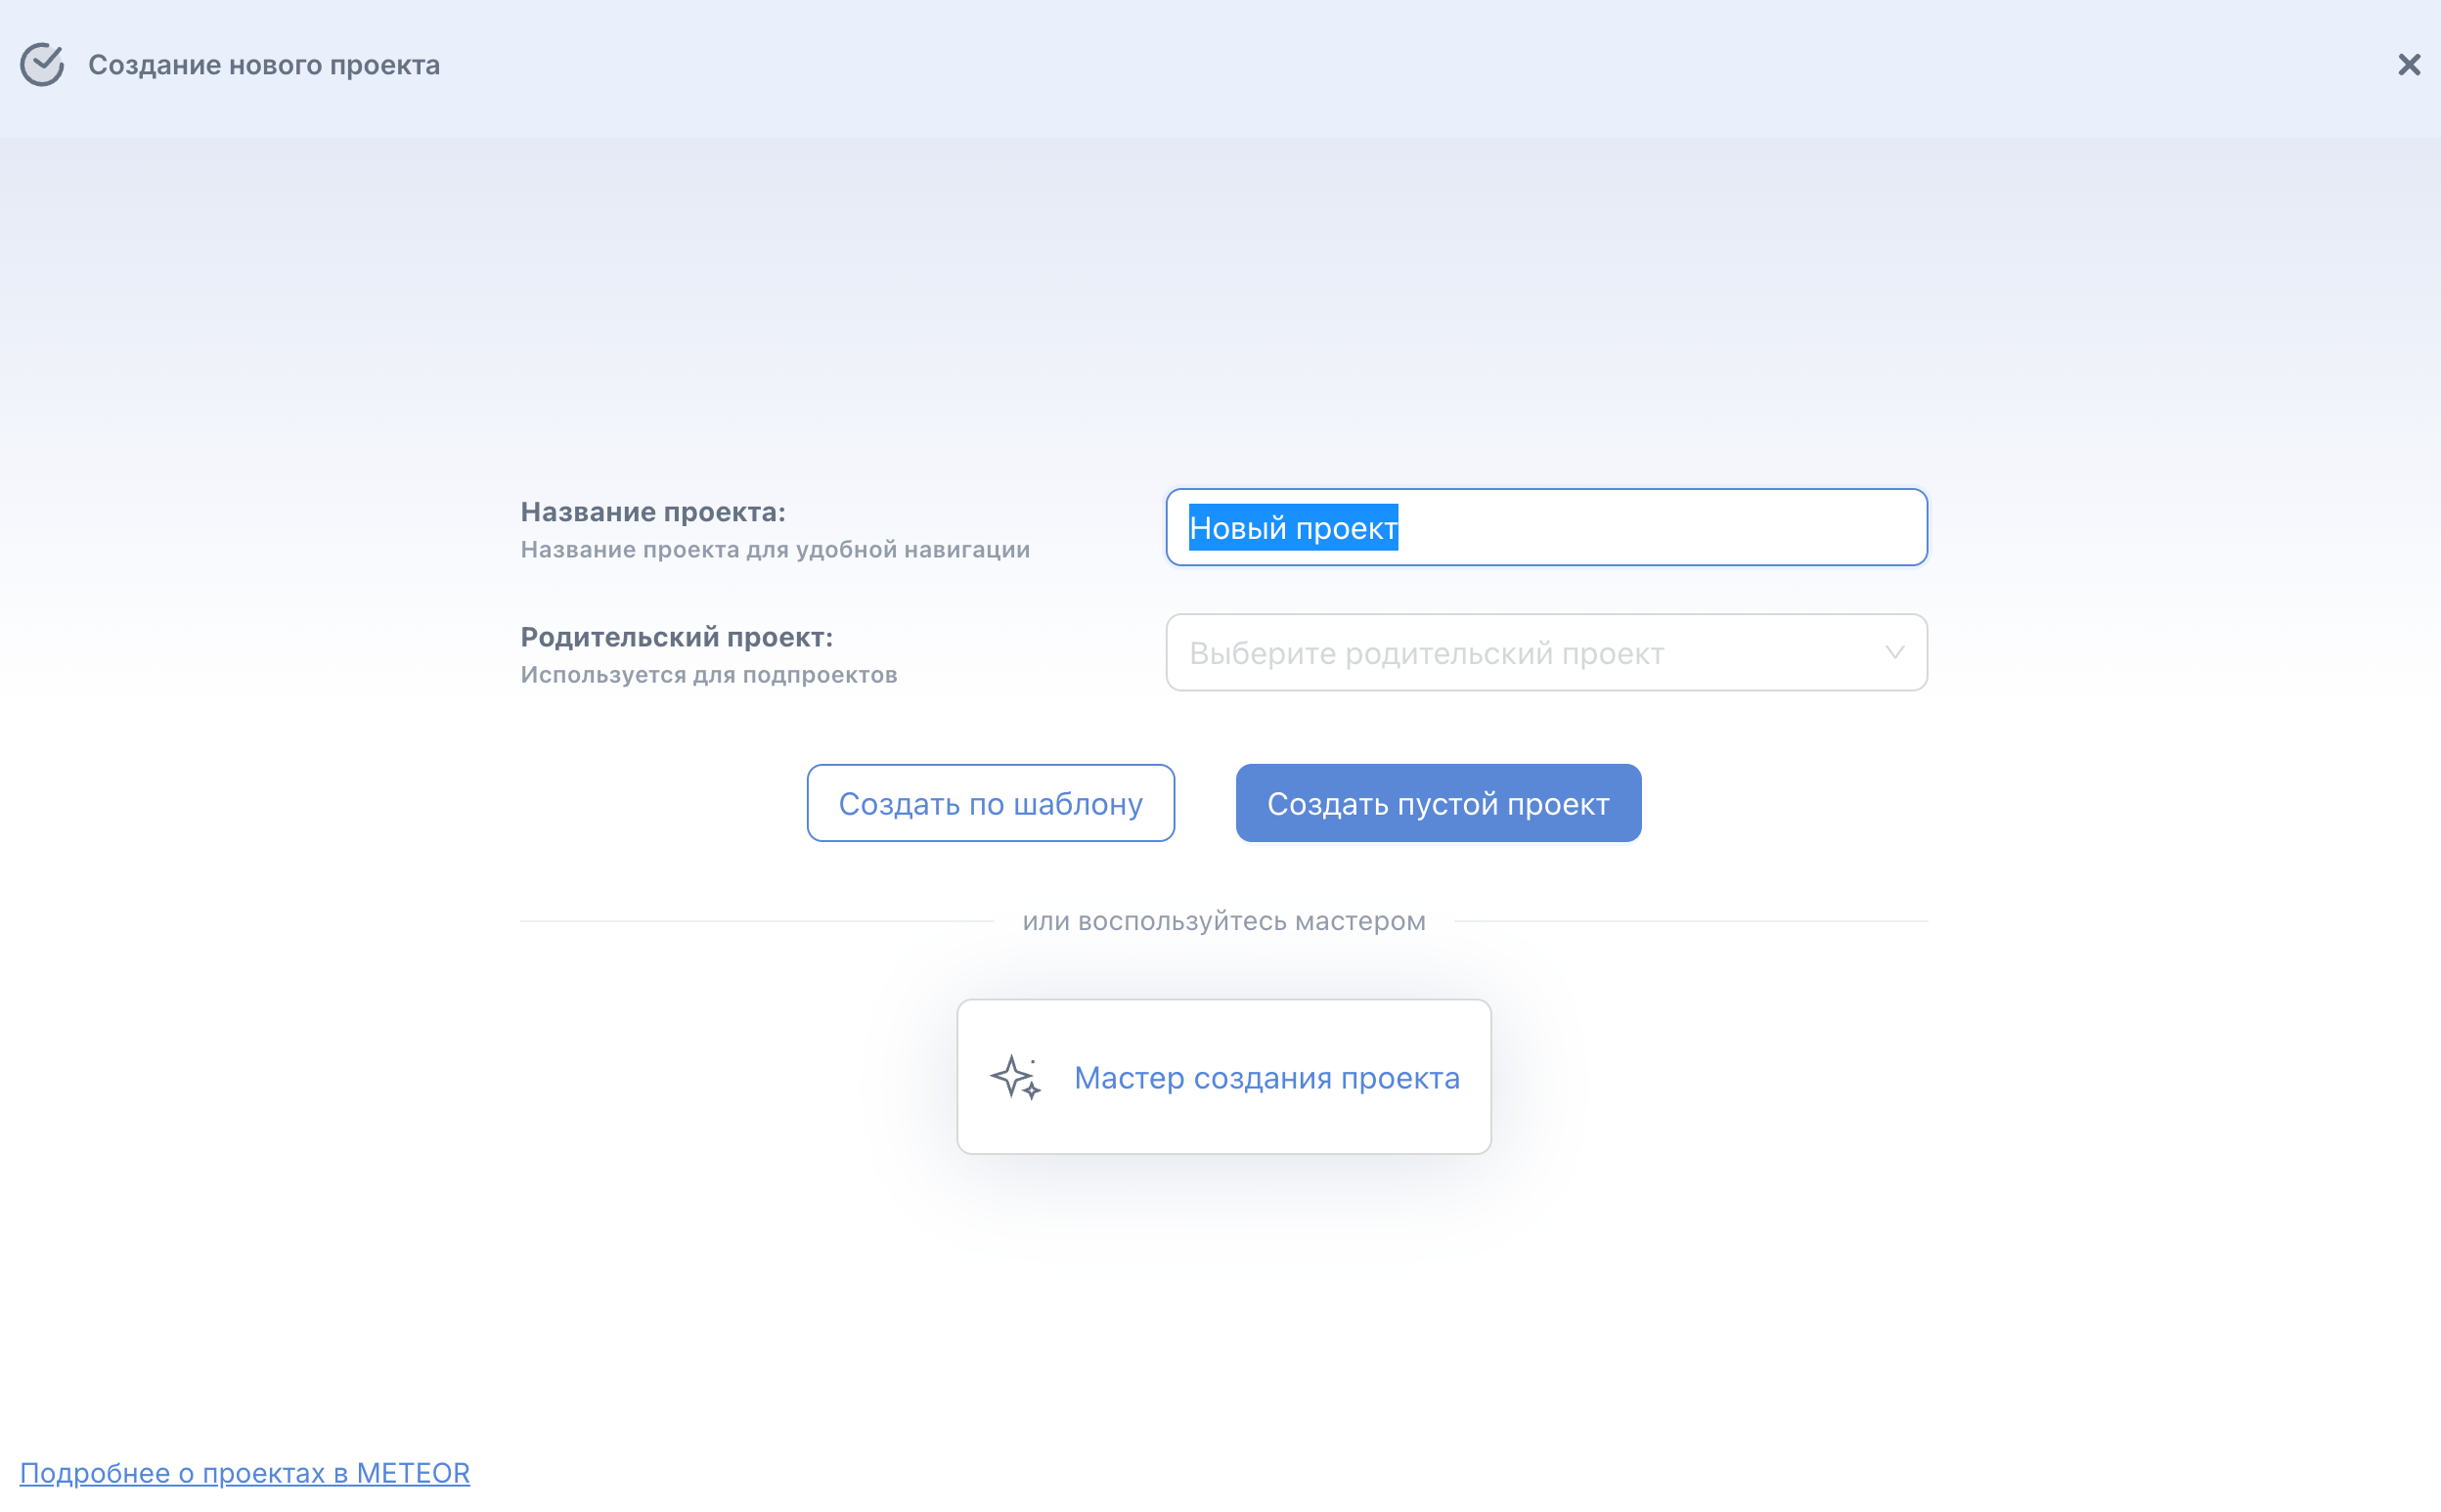 Создание нового проекта
Название проекта:
Новый проект
Название проекта для удобной навигации
Родительский проект:
Выберите родительский проект
Используется для подпроектов
Создать по шаблону
Создать пустой проект
или воспользуйтесь мастером
Мастер создания проекта
Подробнее о проектах в METEOR